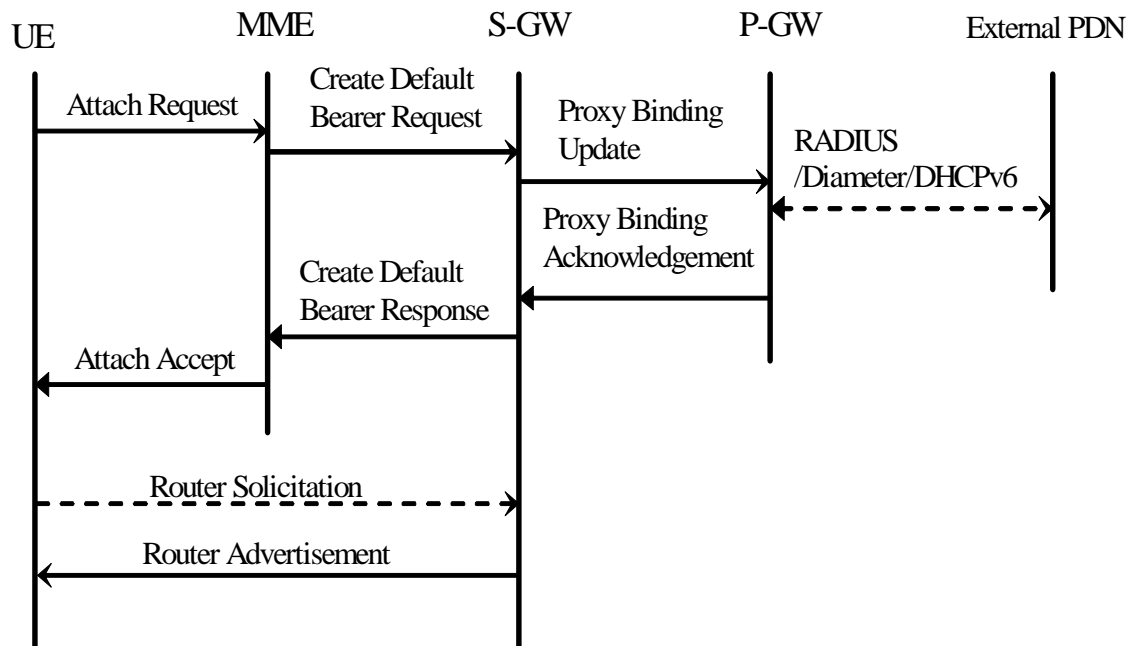 UE
MME
S-GW
P-GW
External PDN
Attach Request
Create Default
Bearer Request
Proxy Binding
Update
RADIUS
/Diameter/DHCPv6
Proxy Binding
Acknowledgement
Create Default
Bearer Response
Attach Accept
Router Solicitation
Router Advertisement